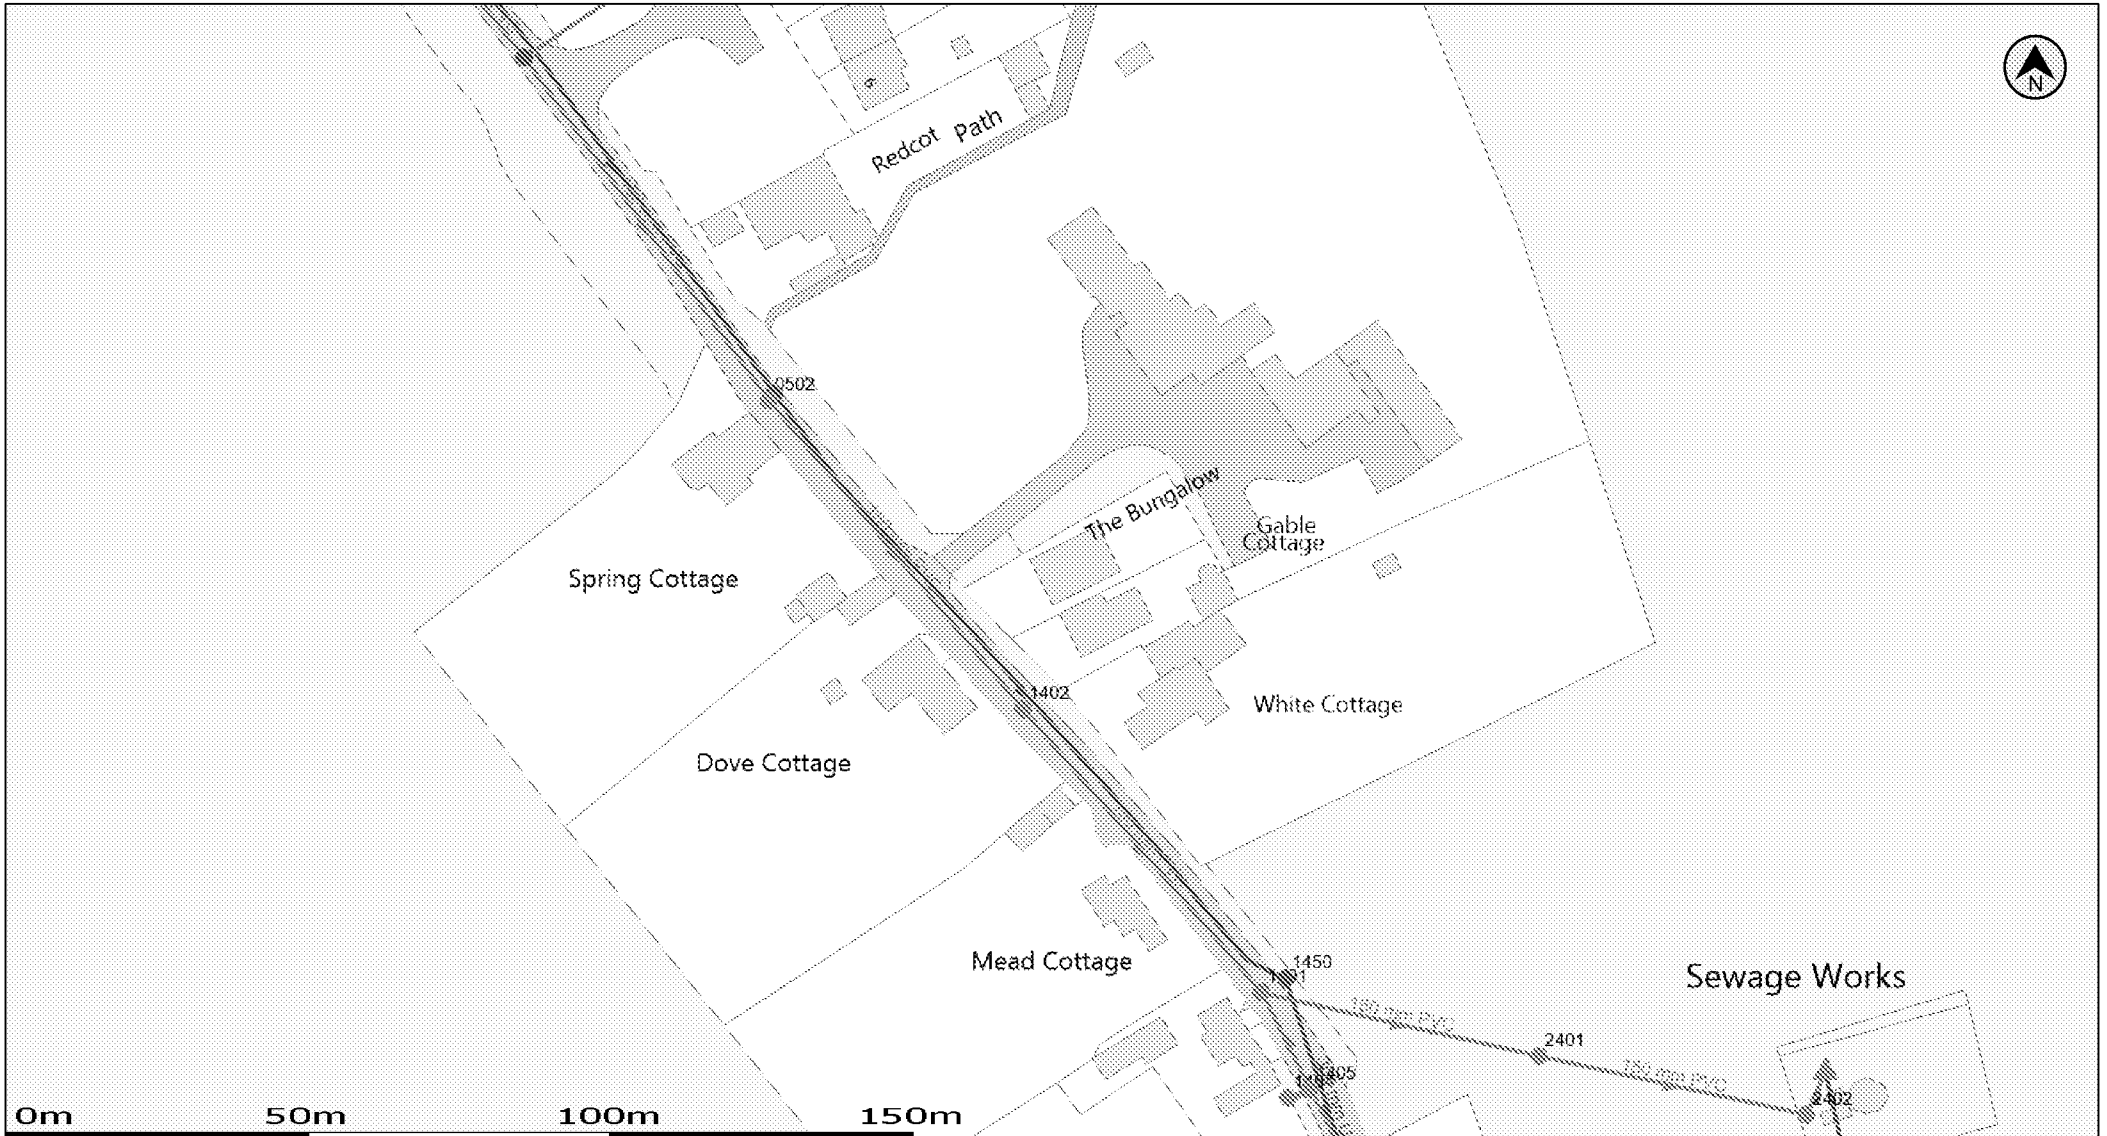 N
6
Redcot Path
0502
The Bungalow
Gable
Cottage
Spring Cottage
1402
White Cottage
Dove Cottage
Mead Cottage
1450
Sewage Works
2401
2402
0m 50m 100m 150m